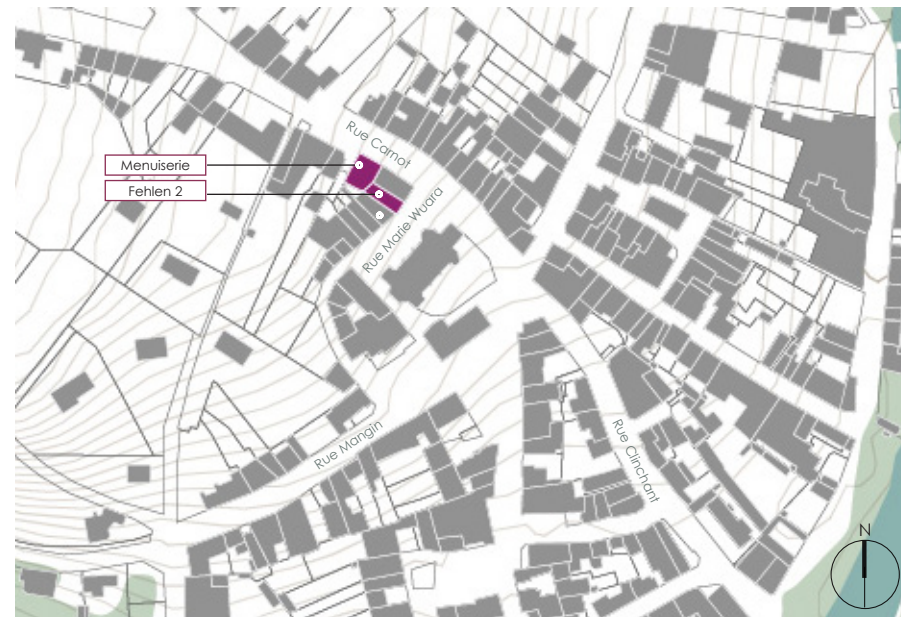 Rue Carnot
Menuiserie
Fehlen 2
Rue Marie Wuara
Rue Mangin
Rue Clinchant
N